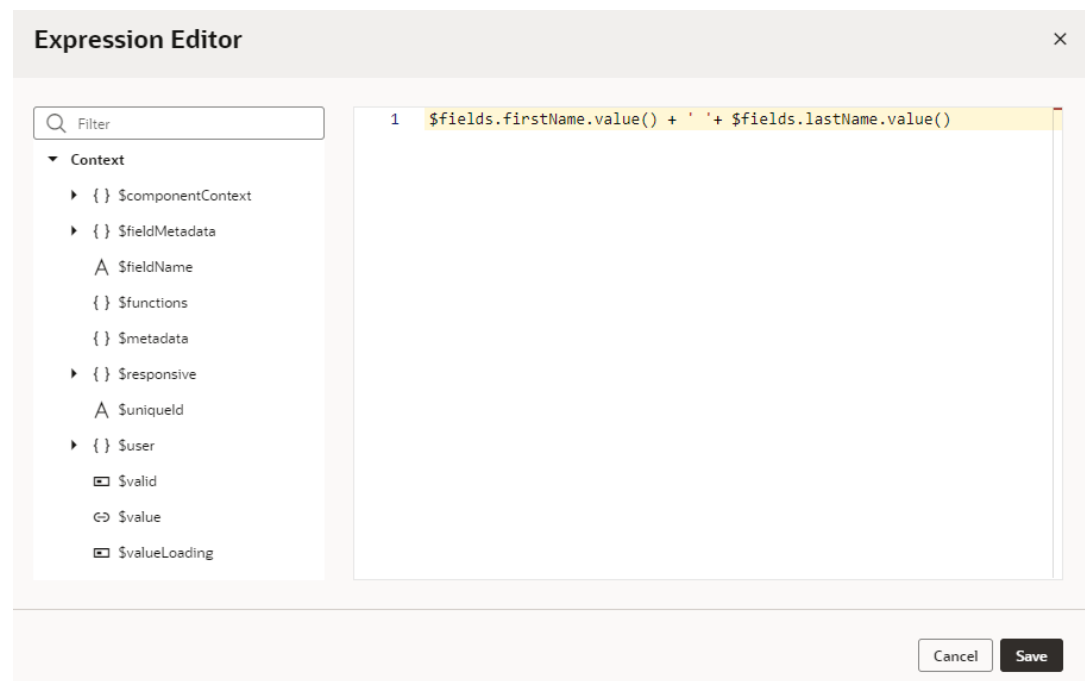 Expression Editor
Filter
Context
{ } $componentContext
{ } $fieldMetadata
A $fieldName
{ } $functions
{ } $metadata
{ } $responsive
A $uniqueId
{ } $user
$valid
$value
$valueLoading
1 $fields.firstName.value() + ' '+ $fields.lastName.value()
Cancel
Save